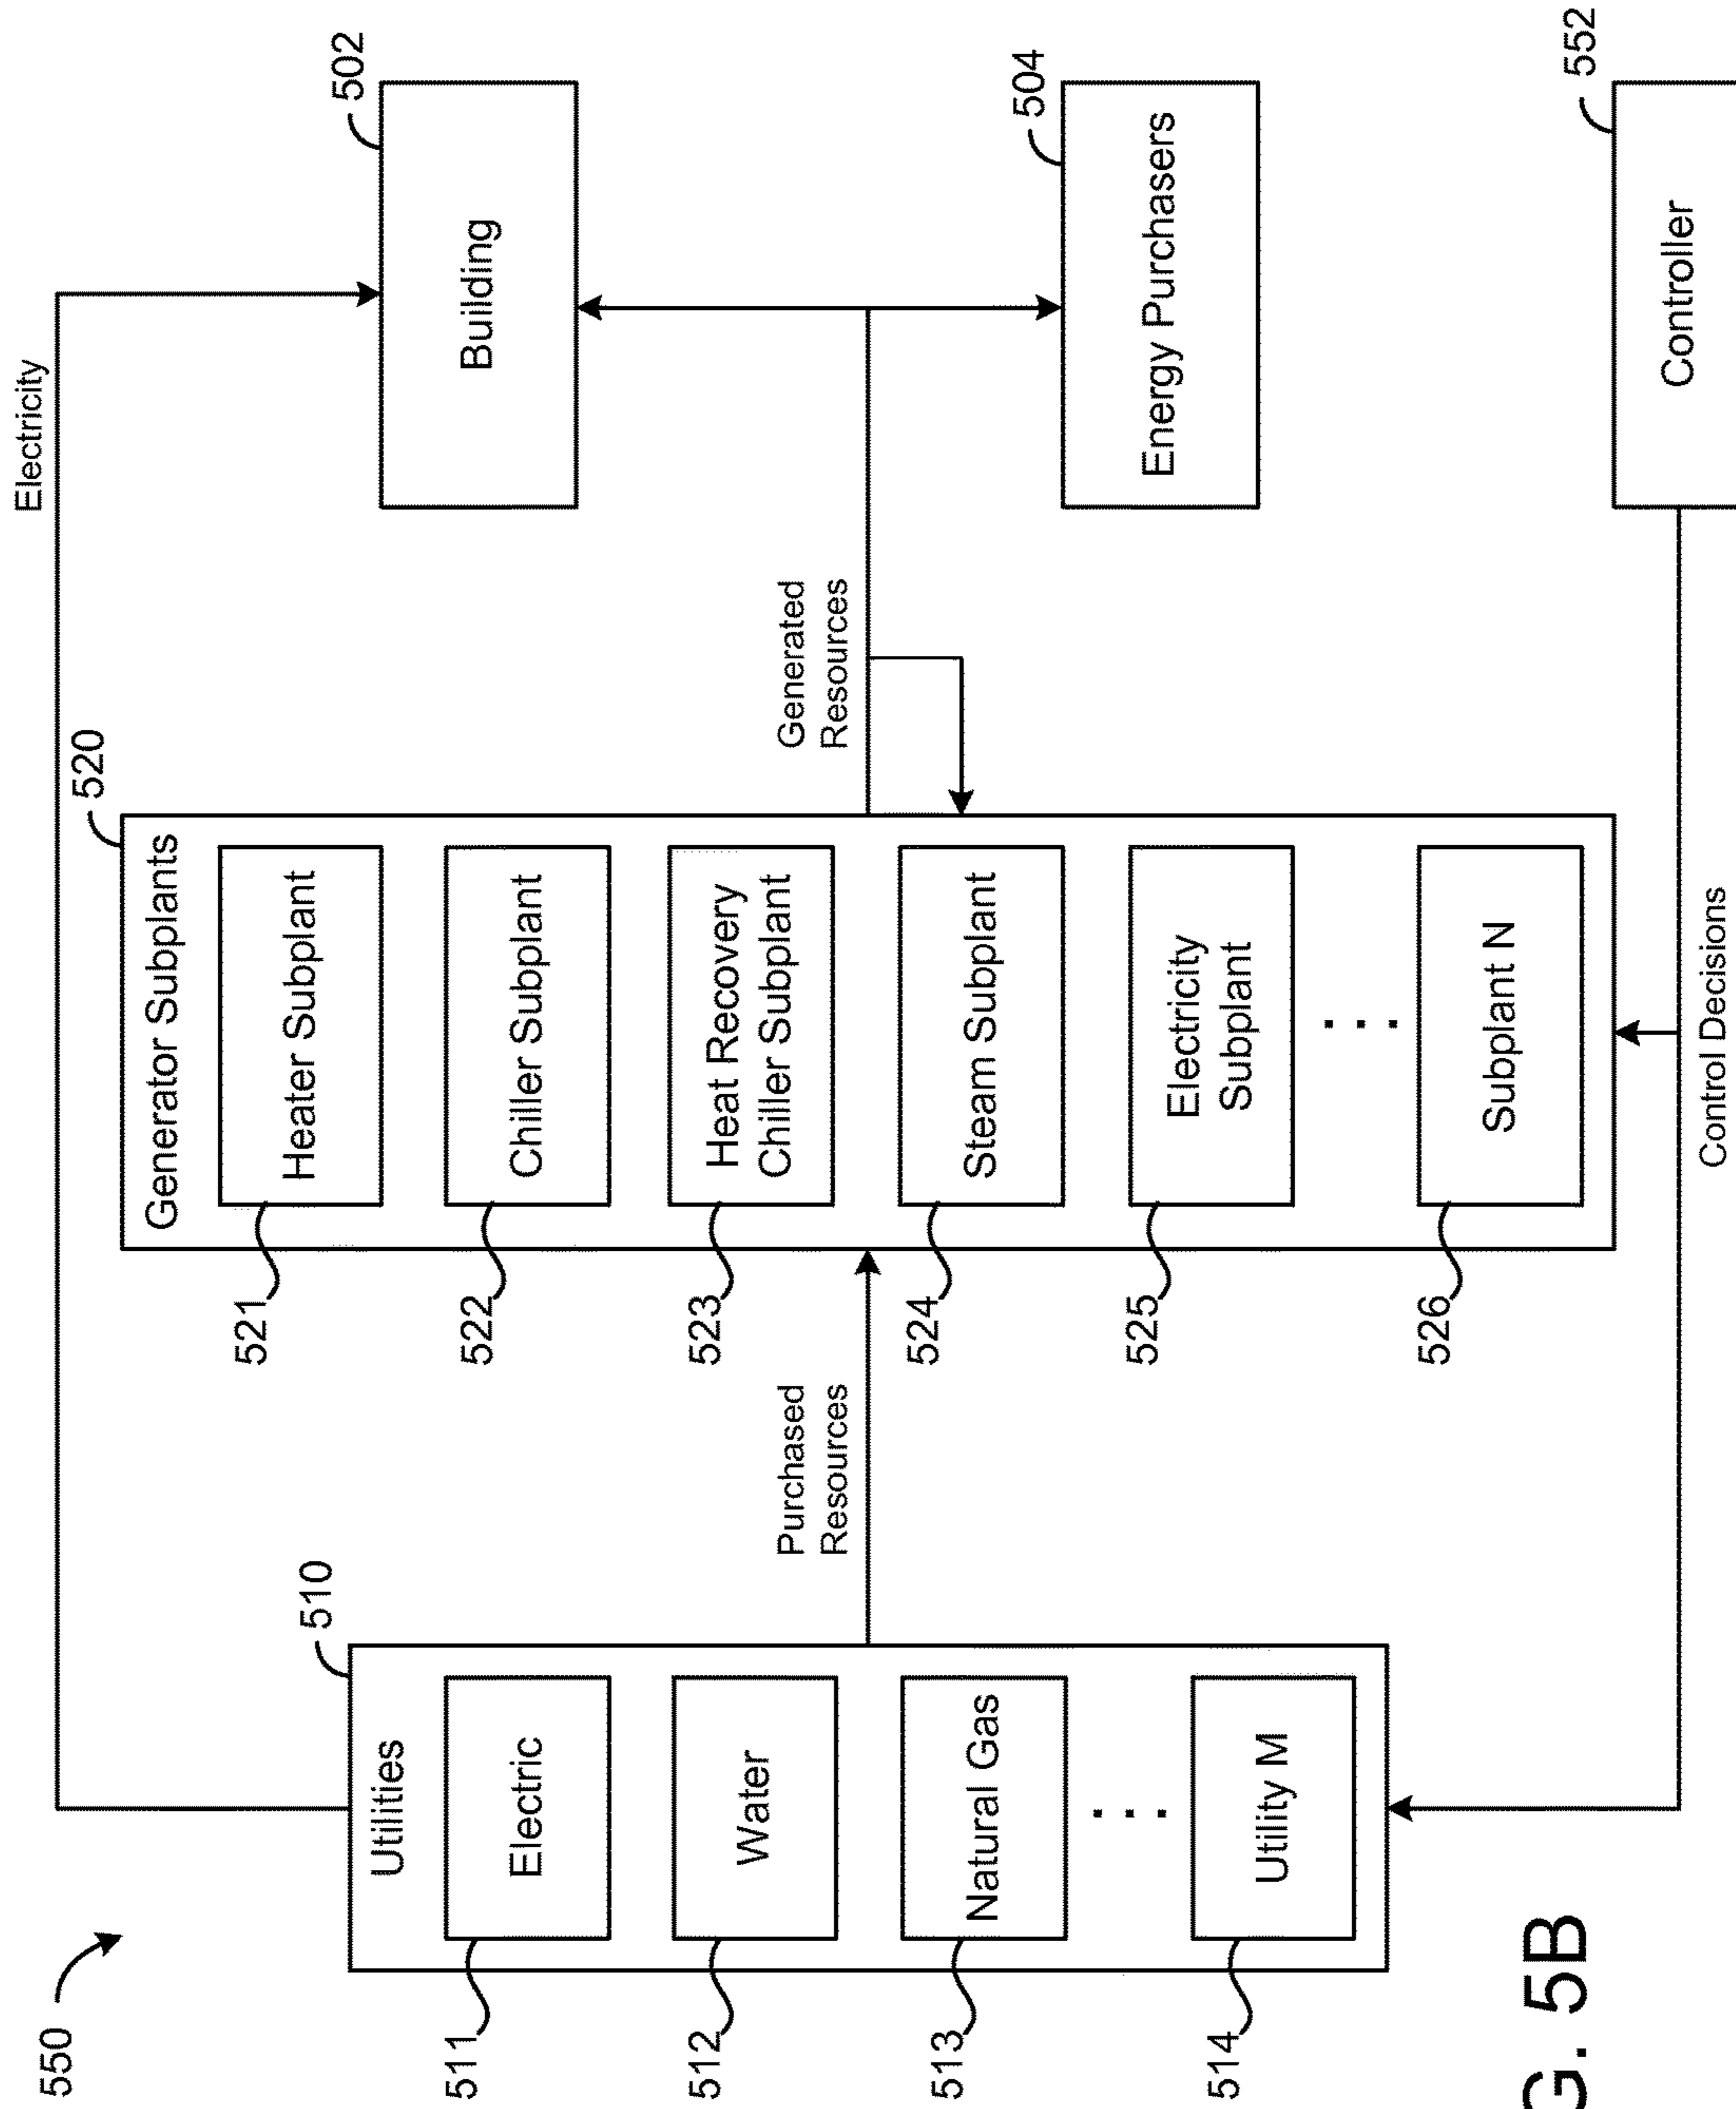 550
Electricity
510
Utilities
511
Electric
512
Water
513
Natural Gas
. . .
514
Utility M
Purchased
Resources
520
Generator Subplants
521
Heater Subplant
522
Chiller Subplant
523
Heat Recovery
Chiller Subplant
524
Steam Subplant
525
Electricity
Subplant
. . .
526
Subplant N
Generated
Resources
502
Building
504
Energy Purchasers
552
Controller
Control Decisions
G. 5B